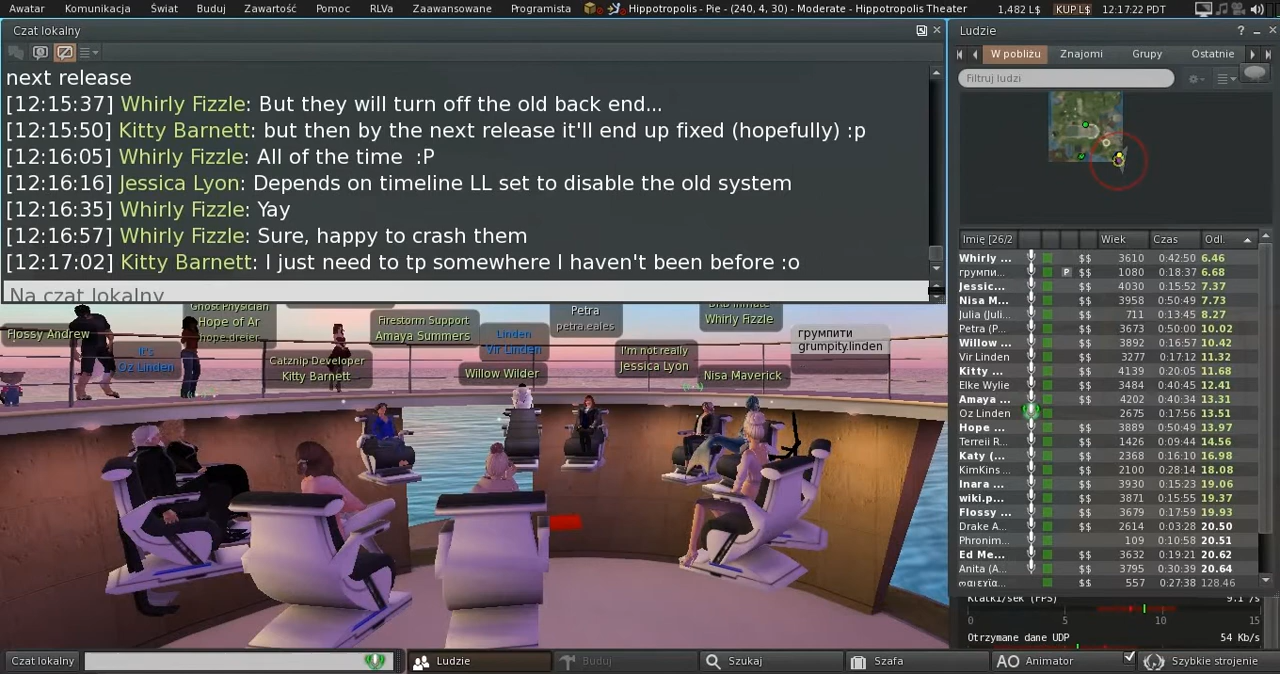 Awatar Komunikacja Świat Buduj Zawartość Pomoc RLVa Zaawansowane Programista Hippotropolis - Pie - (240, 4, 30) - Moderate - Hippotropolis Theater 1,482 L$ KUP L$ 12:17:22 PDT
Czat lokalny
next release
[12:15:37] Whirly Fizzle: But they will turn off the old back end...
[12:15:50] Kitty Barnett: but then by the next release it'll end up fixed (hopefully) :p
[12:16:05] Whirly Fizzle: All of the time :P
[12:16:16] Jessica Lyon: Depends on timeline LL set to disable the old system
[12:16:35] Whirly Fizzle: Yay
[12:16:57] Whirly Fizzle: Sure, happy to crash them
[12:17:02] Kitty Barnett: I just need to tp somewhere I haven't been before :o
Na czat lokalny
Flossy Andrew
Ghost Physician
Hope of Ar
hope.dreier
It's
Oz Linden
Catznip Developer
Kitty Barnett
Firestorm Support
Amaya Summers
Linden
Vir Linden
Willow Wilder
Petra
petra.eales
I'm not really
Jessica Lyon
Whirly Fizzle
Nisa Maverick
грумпити
grumpity.linden
Ludzie
W pobliżu Znajomi Grupy Ostatnie
Filtruj ludzi
Imię [26/2 Wiek Czas Odl.
Whirly ... $$ 3610 0:42:50 6.46
грумпи... P $$ 1080 0:18:37 6.68
Jessic... $$ 4030 0:15:52 7.37
Nisa M... $$ 3958 0:50:49 7.73
Julia (Juli... $$ 711 0:13:45 8.27
Petra (P... $$ 3673 0:50:00 10.02
Willow ... $$ 3892 0:16:57 10.42
Vir Linden 3277 0:17:12 11.32
Kitty ... $$ 4139 0:20:05 11.68
Elke Wylie $$ 3484 0:40:45 12.41
Amaya ... $$ 4202 0:40:34 13.31
Oz Linden 2675 0:17:56 13.51
Hope ... $$ 3889 0:50:49 13.97
Terreii R... $$ 1426 0:09:44 14.56
Katy (... $$ 2368 0:16:10 16.98
KimKins ... $$ 2100 0:28:14 18.08
Inara ... $$ 3930 0:15:23 19.06
wiki.p... $$ 3871 0:15:55 19.37
Flossy ... $$ 3679 0:17:59 19.93
Drake A... $$ 2614 0:03:28 20.50
Phronim... 109 0:10:58 20.51
Ed Me... $$ 3632 0:19:21 20.62
Anita (A... $$ 3795 0:30:39 20.64
$$ 557 0:27:38 128.46
Klatki/sek (FPS) 9.1 /s
0 5 10 15
Otrzymane dane UDP 54 Kb/s
Czat lokalny Ludzie Buduj Szukaj Szafa AO Animator Szybkie strojenie